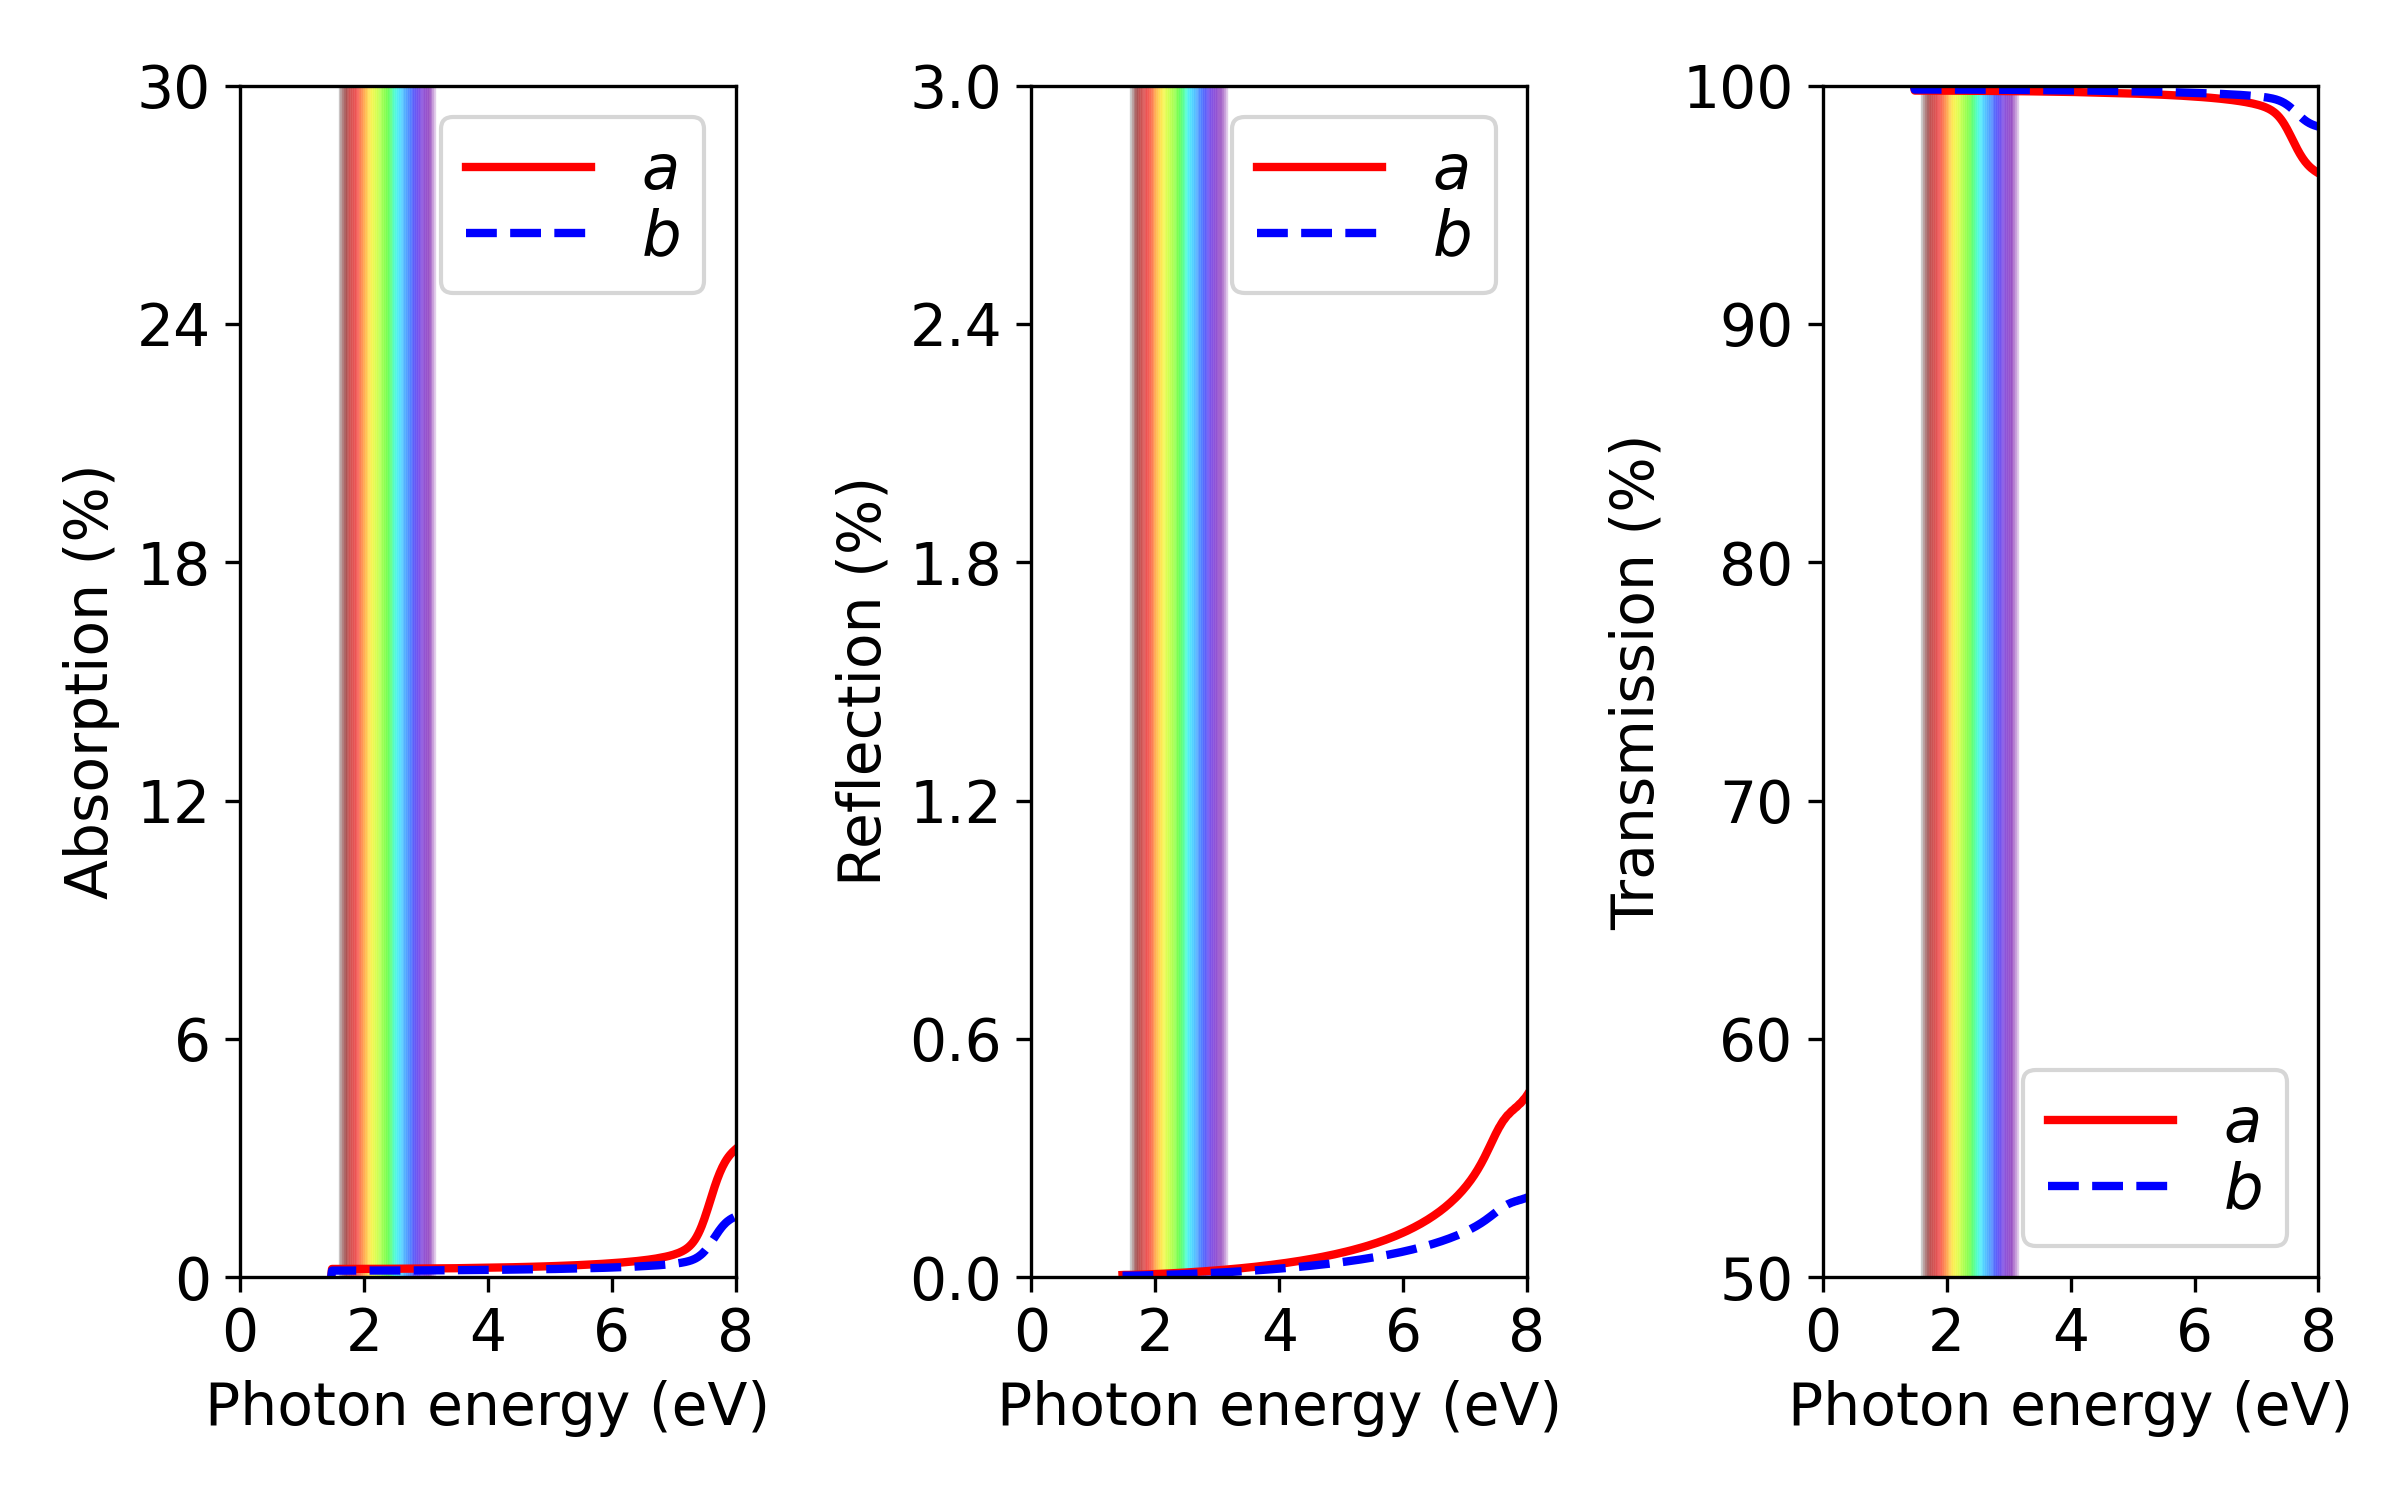 Absorption (%)
30
24
18
12
6
0
0 2 4 6 8
Photon energy (eV)
a
b
Reflection (%)
3.0
2.4
1.8
1.2
0.6
0.0
0 2 4 6 8
Photon energy (eV)
a
b
Transmission (%)
100
90
80
70
60
50
0 2 4 6 8
Photon energy (eV)
a
b